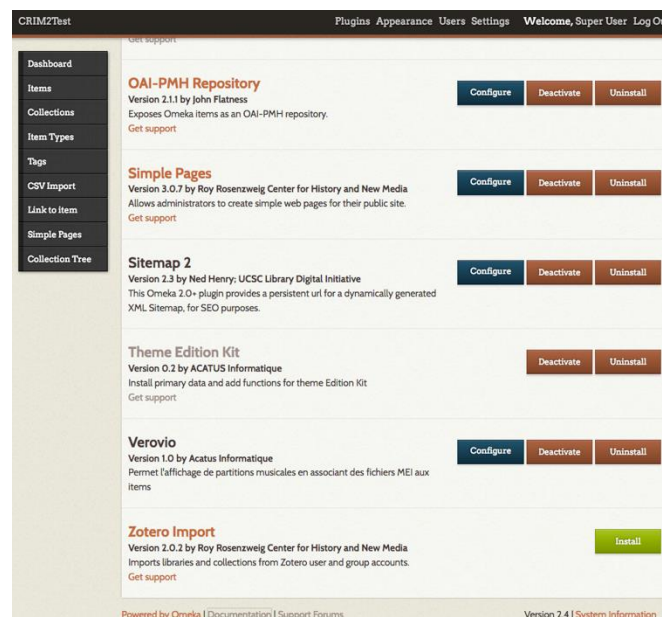 CRIM2Test Plugins Appearance Users Settings Welcome, Super User Log
Get support
Dashboard
Items
Collections
Item Types
Tags
CSV Import
Link to item
Simple Pages
Collection Tree
OAI-PMH Repository
Version 2.1.1 by John Flatness
Exposes Omeka items as an OAI-PMH repository.
Get support
Configure Deactivate Uninstall
Simple Pages
Version 3.0.7 by Roy Rosenzweig Center for History and New Media
Allows administrators to create simple web pages for their public site.
Get support
Configure Deactivate Uninstall
Sitemap 2
Version 2.3 by Ned Henry; UCSC Library Digital Initiative
This Omeka 2.0+ plugin provides a persistent url for a dynamically generated
XML Sitemap, for SEO purposes.
Configure Deactivate Uninstall
Theme Edition Kit
Version 0.2 by ACATUS Informatique
Install primary data and add functions for theme Edition Kit
Get support
Deactivate Uninstall
Verovio
Version 1.0 by Acatus Informatique
Permet l'affichage de partitions musicales en associant des fichiers MEI aux
items
Configure Deactivate Uninstall
Zotero Import
Version 2.0.2 by Roy Rosenzweig Center for History and New Media
Imports libraries and collections from Zotero user and group accounts.
Get support
Install
Powered by Omeka | Documentation | Support Forums Version 2.4 | System Information